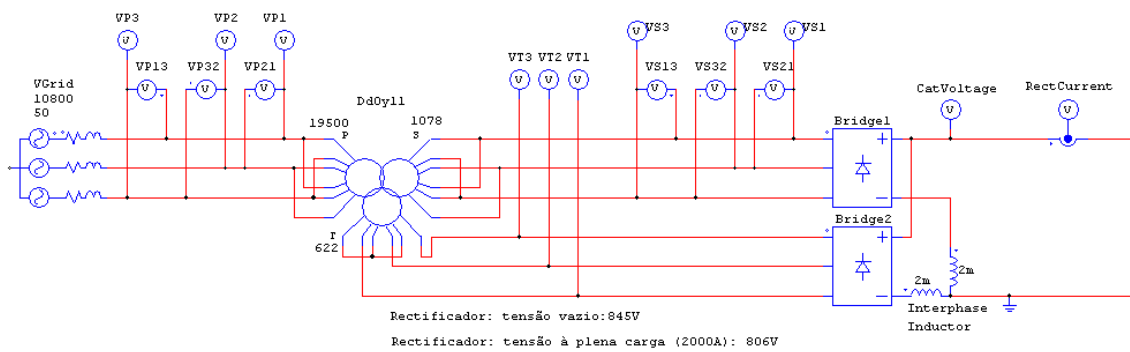 VP3 VP2 VP1
VS3 VS2 VS1
VP13 VP32 VP21
VT3 VT2 VT1
VS13 VS32 VS21
VGrid
10800
50
DdOy11
CatVoltage RectCurrent
19500 1078
P S
Bridge1
T
622
Bridge2
2m
2m
Interphase
Inductor
Rectificador: tensão vazio:845V
Rectificador: tensão à plena carga (2000A): 806V